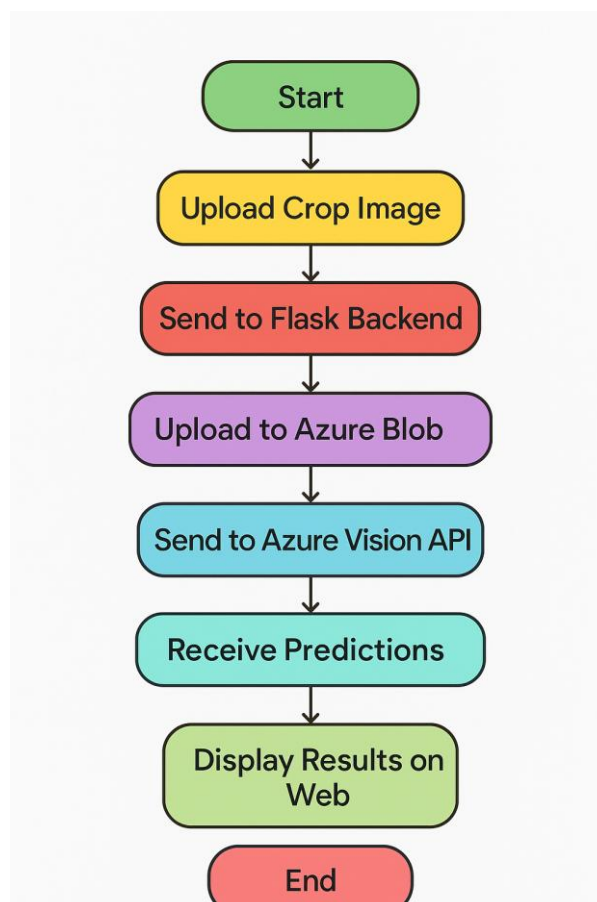 Start
Upload Crop Image
Send to Flask Backend
Upload to Azure Blob
Send to Azure Vision API
Receive Predictions
Display Results on
Web
End